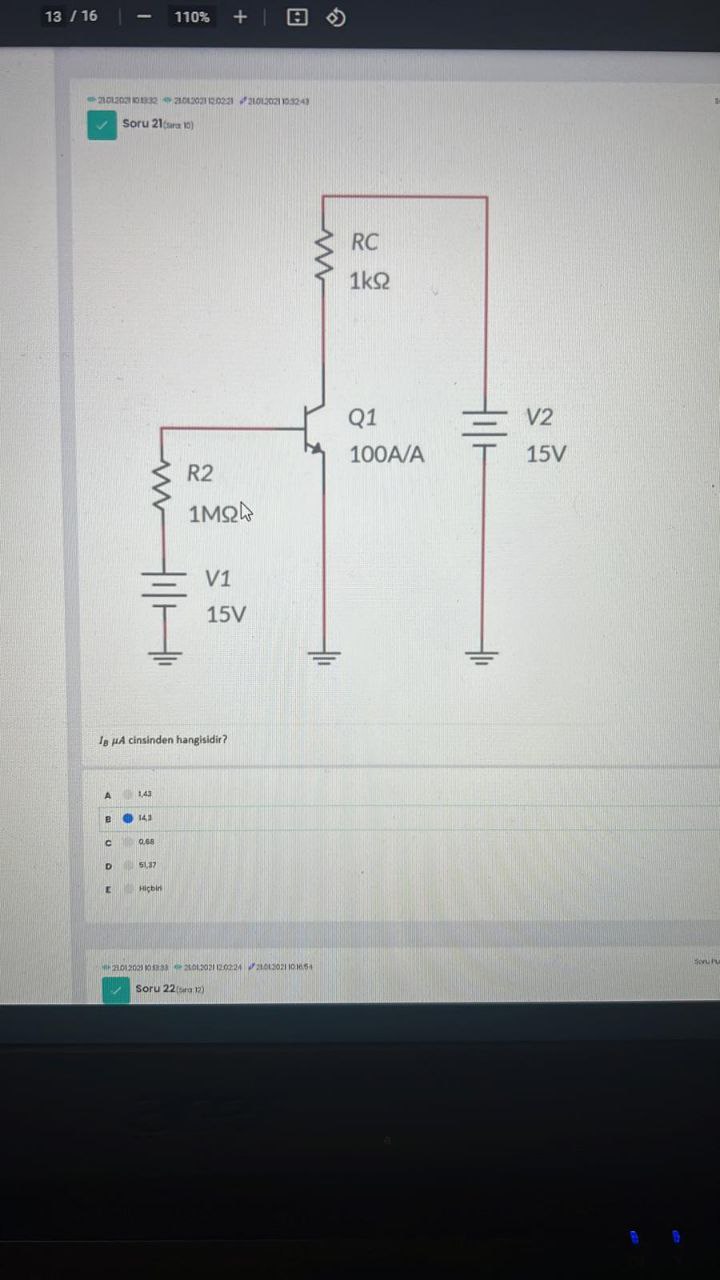 13 / 16 110%
21.01.2021 10:19:32 21.01.2021 12:02:21 21.01.2021 10:32:43
Soru 21 (Sıra: 10)
RC
1kΩ
Q1
100A/A
V2
15V
R2
1MΩ
V1
15V
I_B µA cinsinden hangisidir?
A 1,43
B 14,3
C 0,68
D 51,37
E Hiçbiri
21.01.2021 10:13:33 21.01.2021 12:02:24 21.01.2021 10:16:54
Soru Pu
Soru 22 (Sıra: 12)